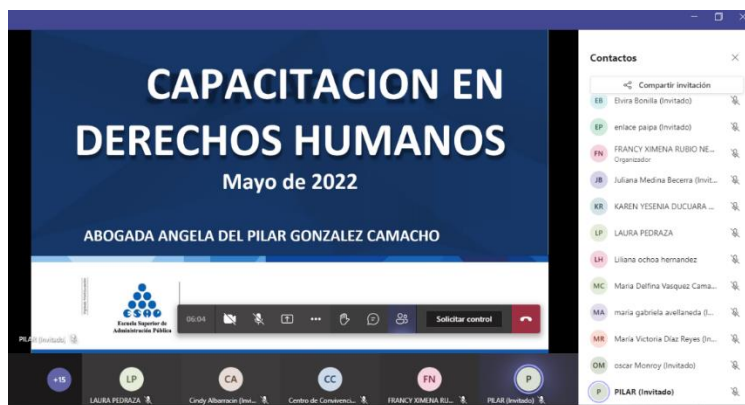 CAPACITACION EN
DERECHOS HUMANOS
Mayo de 2022
ABOGADA ANGELA DEL PILAR GONZALEZ CAMACHO
ESAP
Escuela Superior de
Administración Pública
06:04
Solicitar control
PILAR (Invitado)
+15
LP
LAURA PEDRAZA
CA
Cindy Albarracin (Invi...
CC
Centro de Convivenci...
FN
FRANCY XIMENA RU...
P
PILAR (Invitado)
Contactos
Compartir invitación
EB
Elvira Bonilla (Invitado)
EP
enlace paipa (Invitado)
FN
FRANCY XIMENA RUBIO NE...
Organizador
JB
Juliana Medina Becerra (Invit...
KR
KAREN YESENIA DUCUARA ...
LP
LAURA PEDRAZA
LH
Liliana ochoa hernandez
MC
Maria Delfina Vasquez Cama...
MA
maria gabriela avellaneda (I...
MR
María Victoria Díaz Reyes (In...
OM
oscar Monroy (Invitado)
P
PILAR (Invitado)